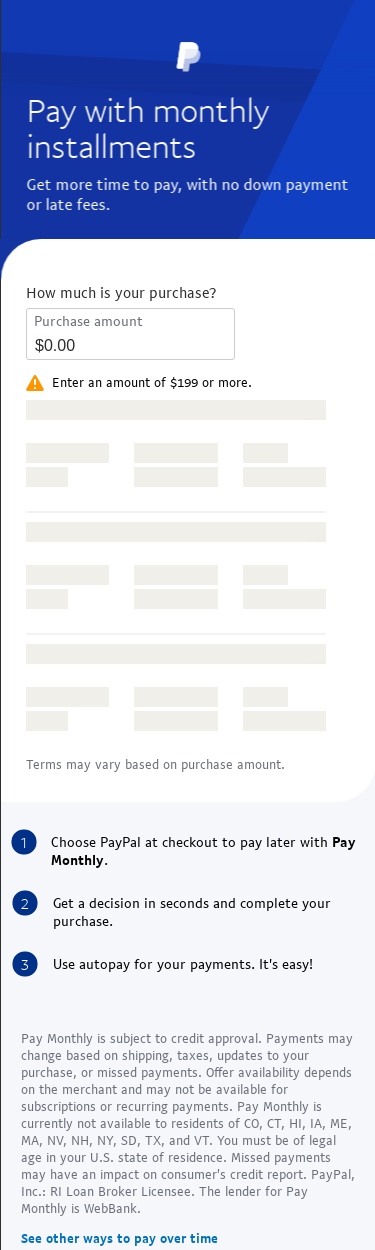 Pay with monthly
installments
Get more time to pay, with no down payment
or late fees.
How much is your purchase?
Purchase amount
$0.00
Enter an amount of $199 or more.
Terms may vary based on purchase amount.
1 Choose PayPal at checkout to pay later with Pay
Monthly.
2 Get a decision in seconds and complete your
purchase.
3 Use autopay for your payments. It's easy!
Pay Monthly is subject to credit approval. Payments may
change based on shipping, taxes, updates to your
purchase, or missed payments. Offer availability depends
on the merchant and may not be available for
subscriptions or recurring payments. Pay Monthly is
currently not available to residents of CO, CT, HI, IA, ME,
MA, NV, NH, NY, SD, TX, and VT. You must be of legal
age in your U.S. state of residence. Missed payments
may have an impact on consumer's credit report. PayPal,
Inc.: RI Loan Broker Licensee. The lender for Pay
Monthly is WebBank.
See other ways to pay over time